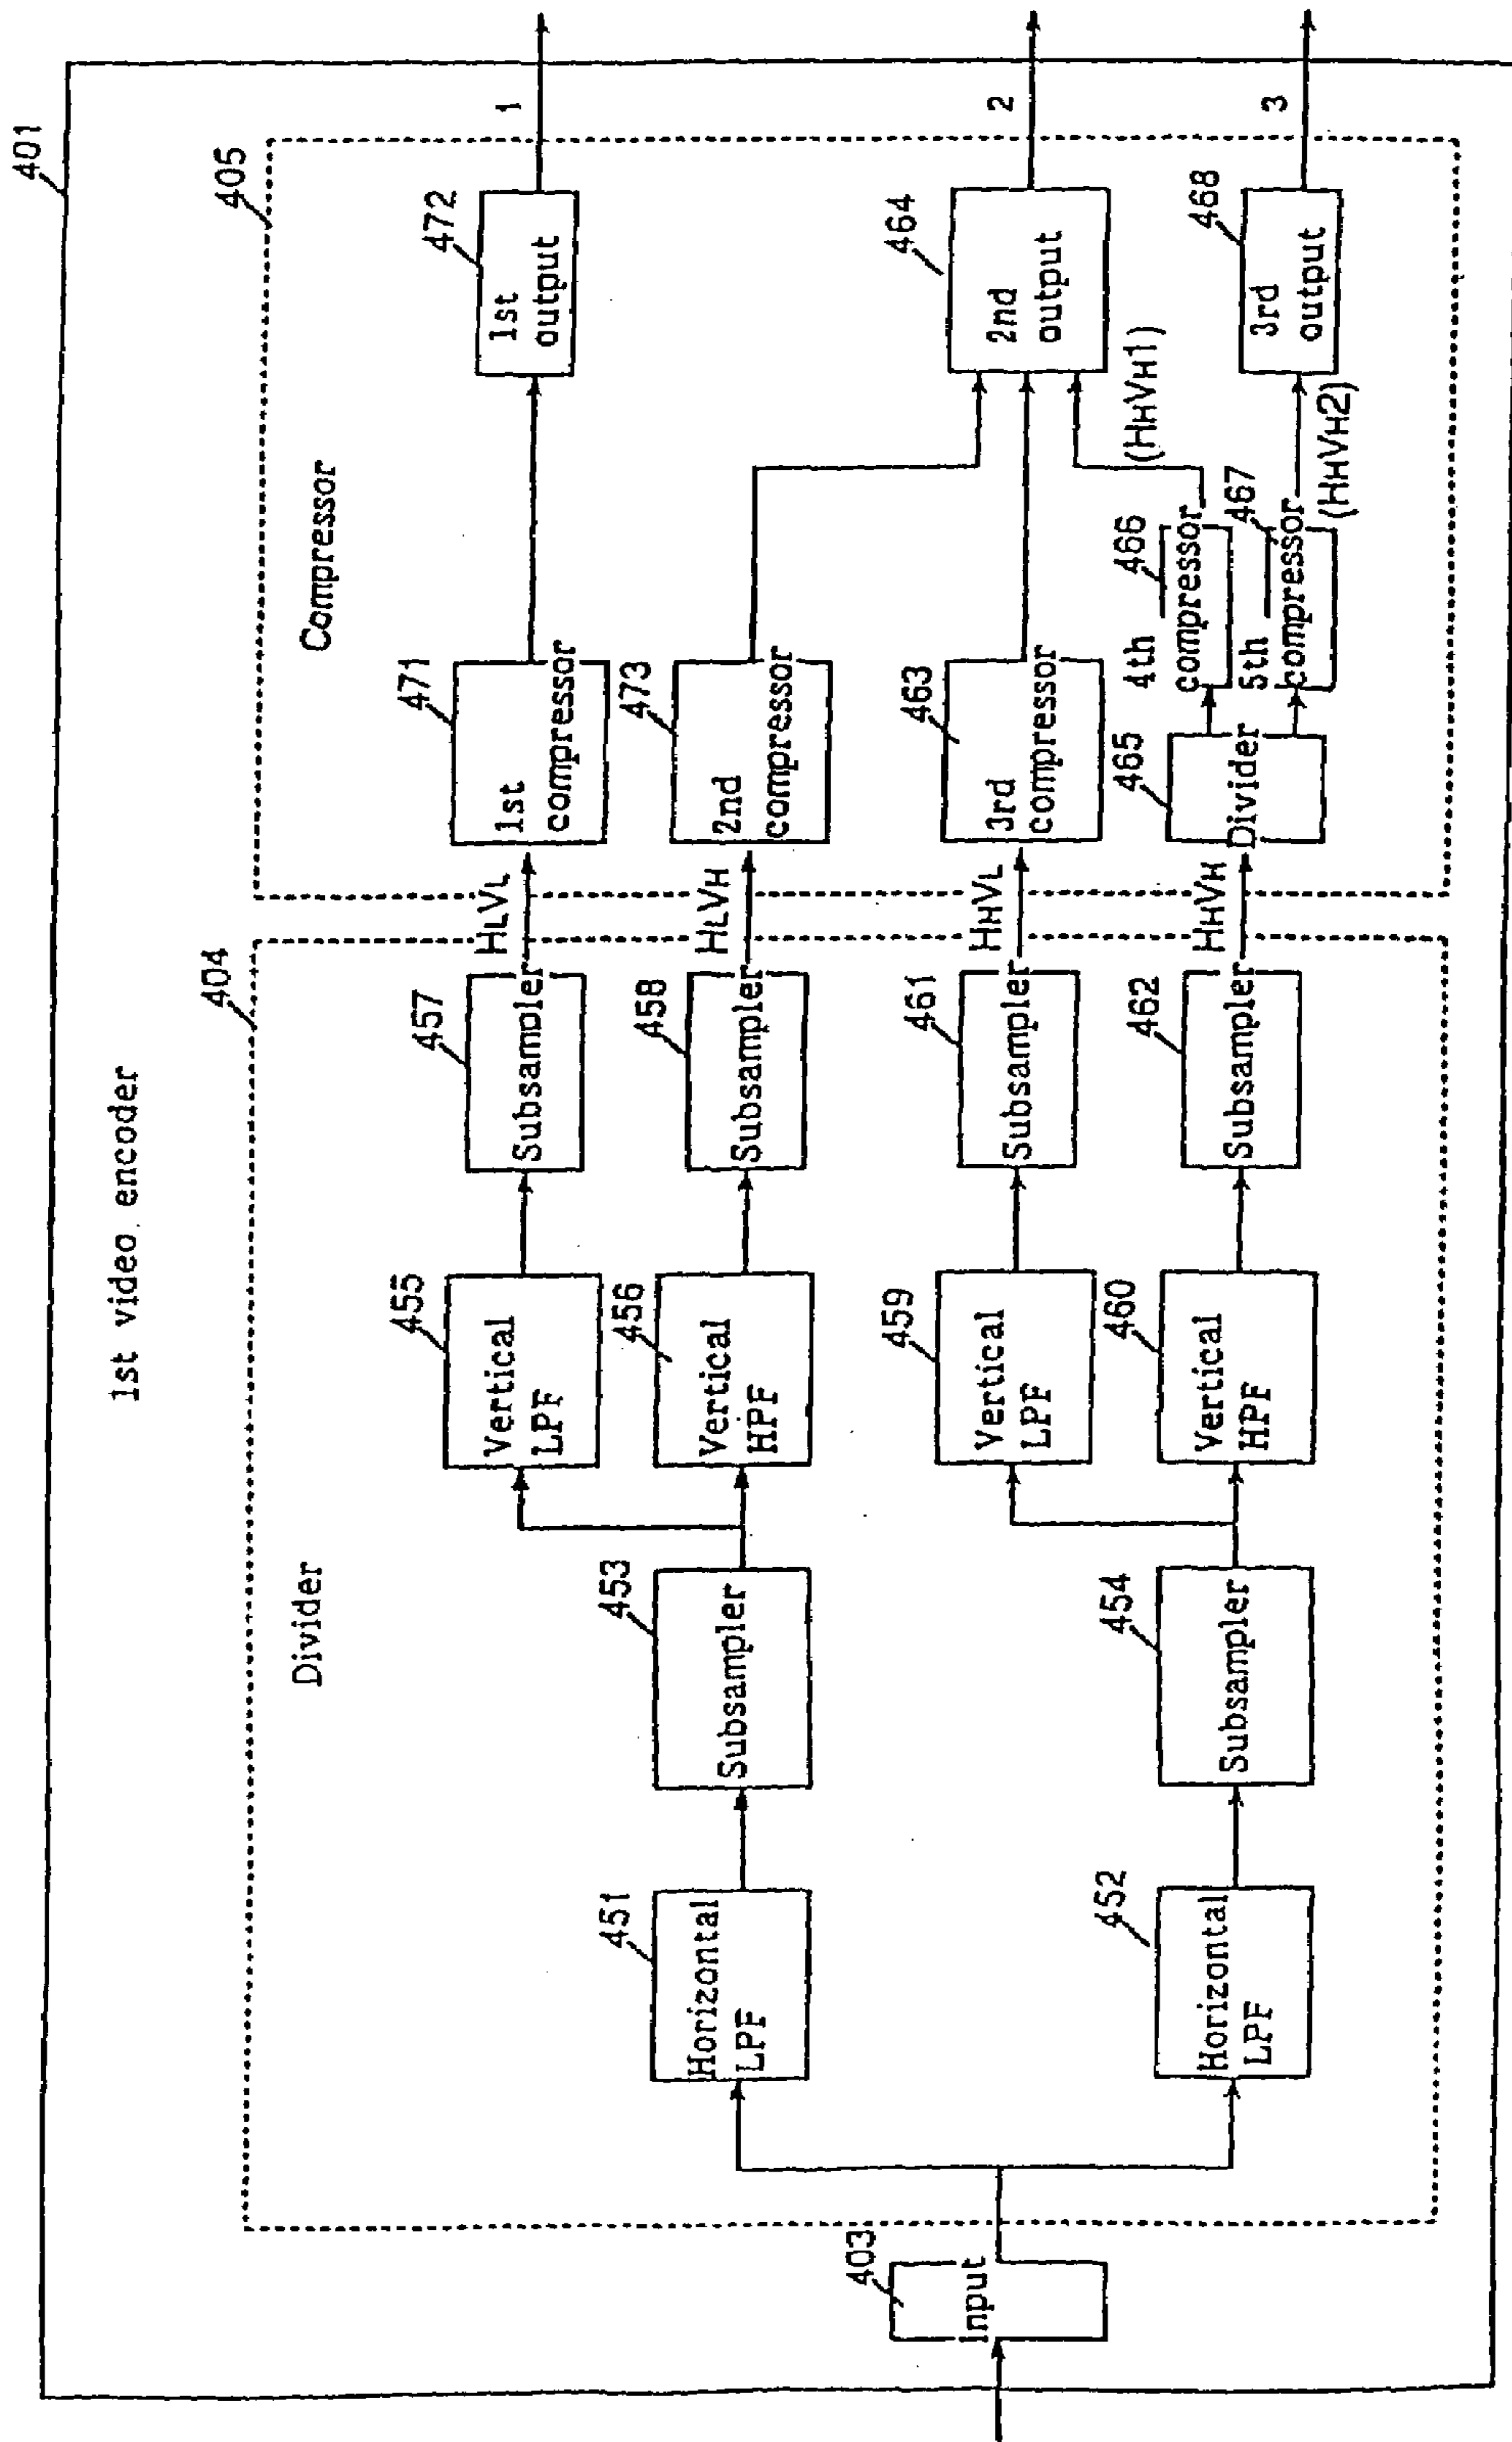 401
1st video encoder
404
405
Divider
Compressor
403
input
451
Horizontal
LPF
452
Horizontal
LPF
453
Subsampler
454
Subsampler
455
Vertical
LPF
456
Vertical
HPF
459
Vertical
LPF
460
Vertical
HPF
457
Subsampler
458
Subsampler
461
Subsampler
462
Subsampler
HLVL
HLVH
HHVL
HHVH
471
1st
compressor
473
2nd
compressor
463
3rd
compressor
465
Divider
4th 466
compressor
5th 467
compressor
(HHVH1)
(HHVH2)
472
1st
output
464
2nd
output
468
3rd
output
1
2
3